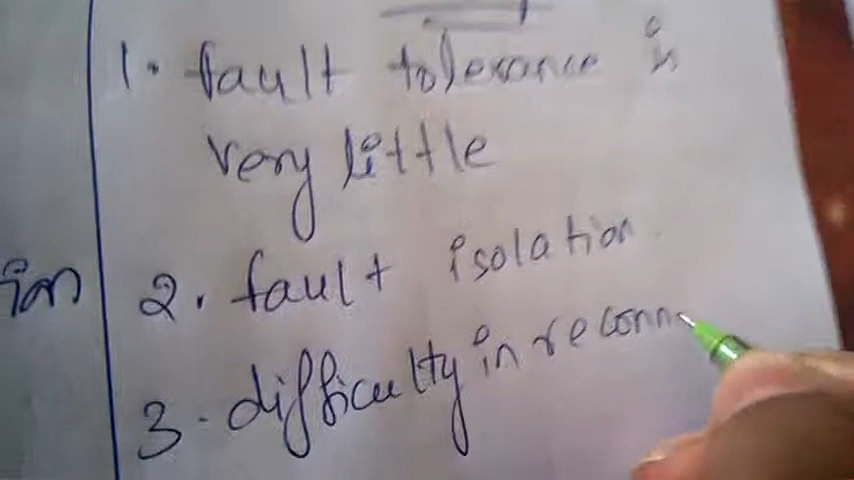 1. fault tolerance is
very little
2. fault isolation
3. difficulty in reconn